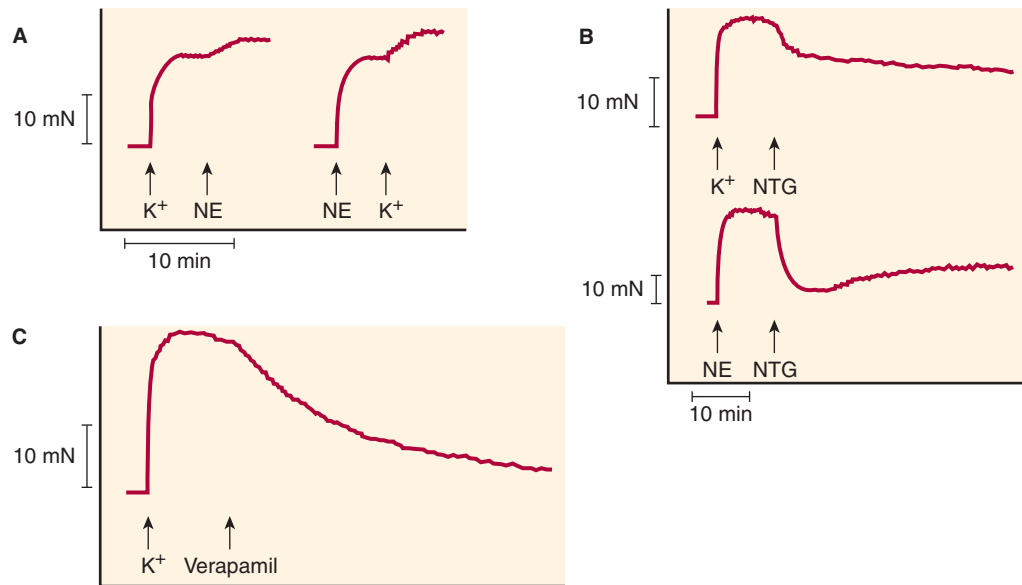 A
10 mN
K+ NE NE K+
10 min
B
10 mN
K+ NTG
10 mN
NE NTG
10 min
C
10 mN
K+ Verapamil